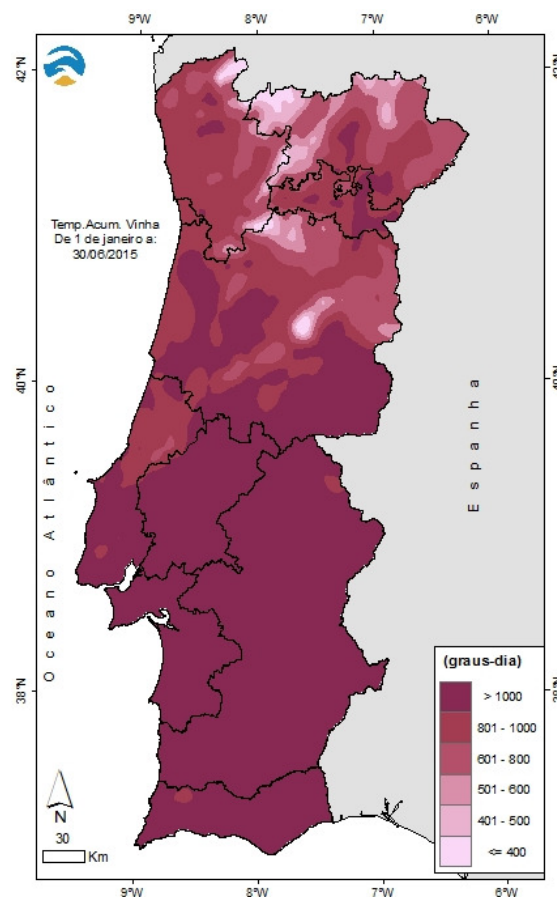 9°W 8°W 7°W 6°W
42°N
Temp.Acum. Vinha
De 1 de janeiro a:
30/06/2015
40°N
Oceano Atlântico
Espanha
38°N
(graus-dia)
> 1000
801 - 1000
601 - 800
501 - 600
401 - 500
<= 400
N
30
Km
9°W 8°W 7°W 6°W